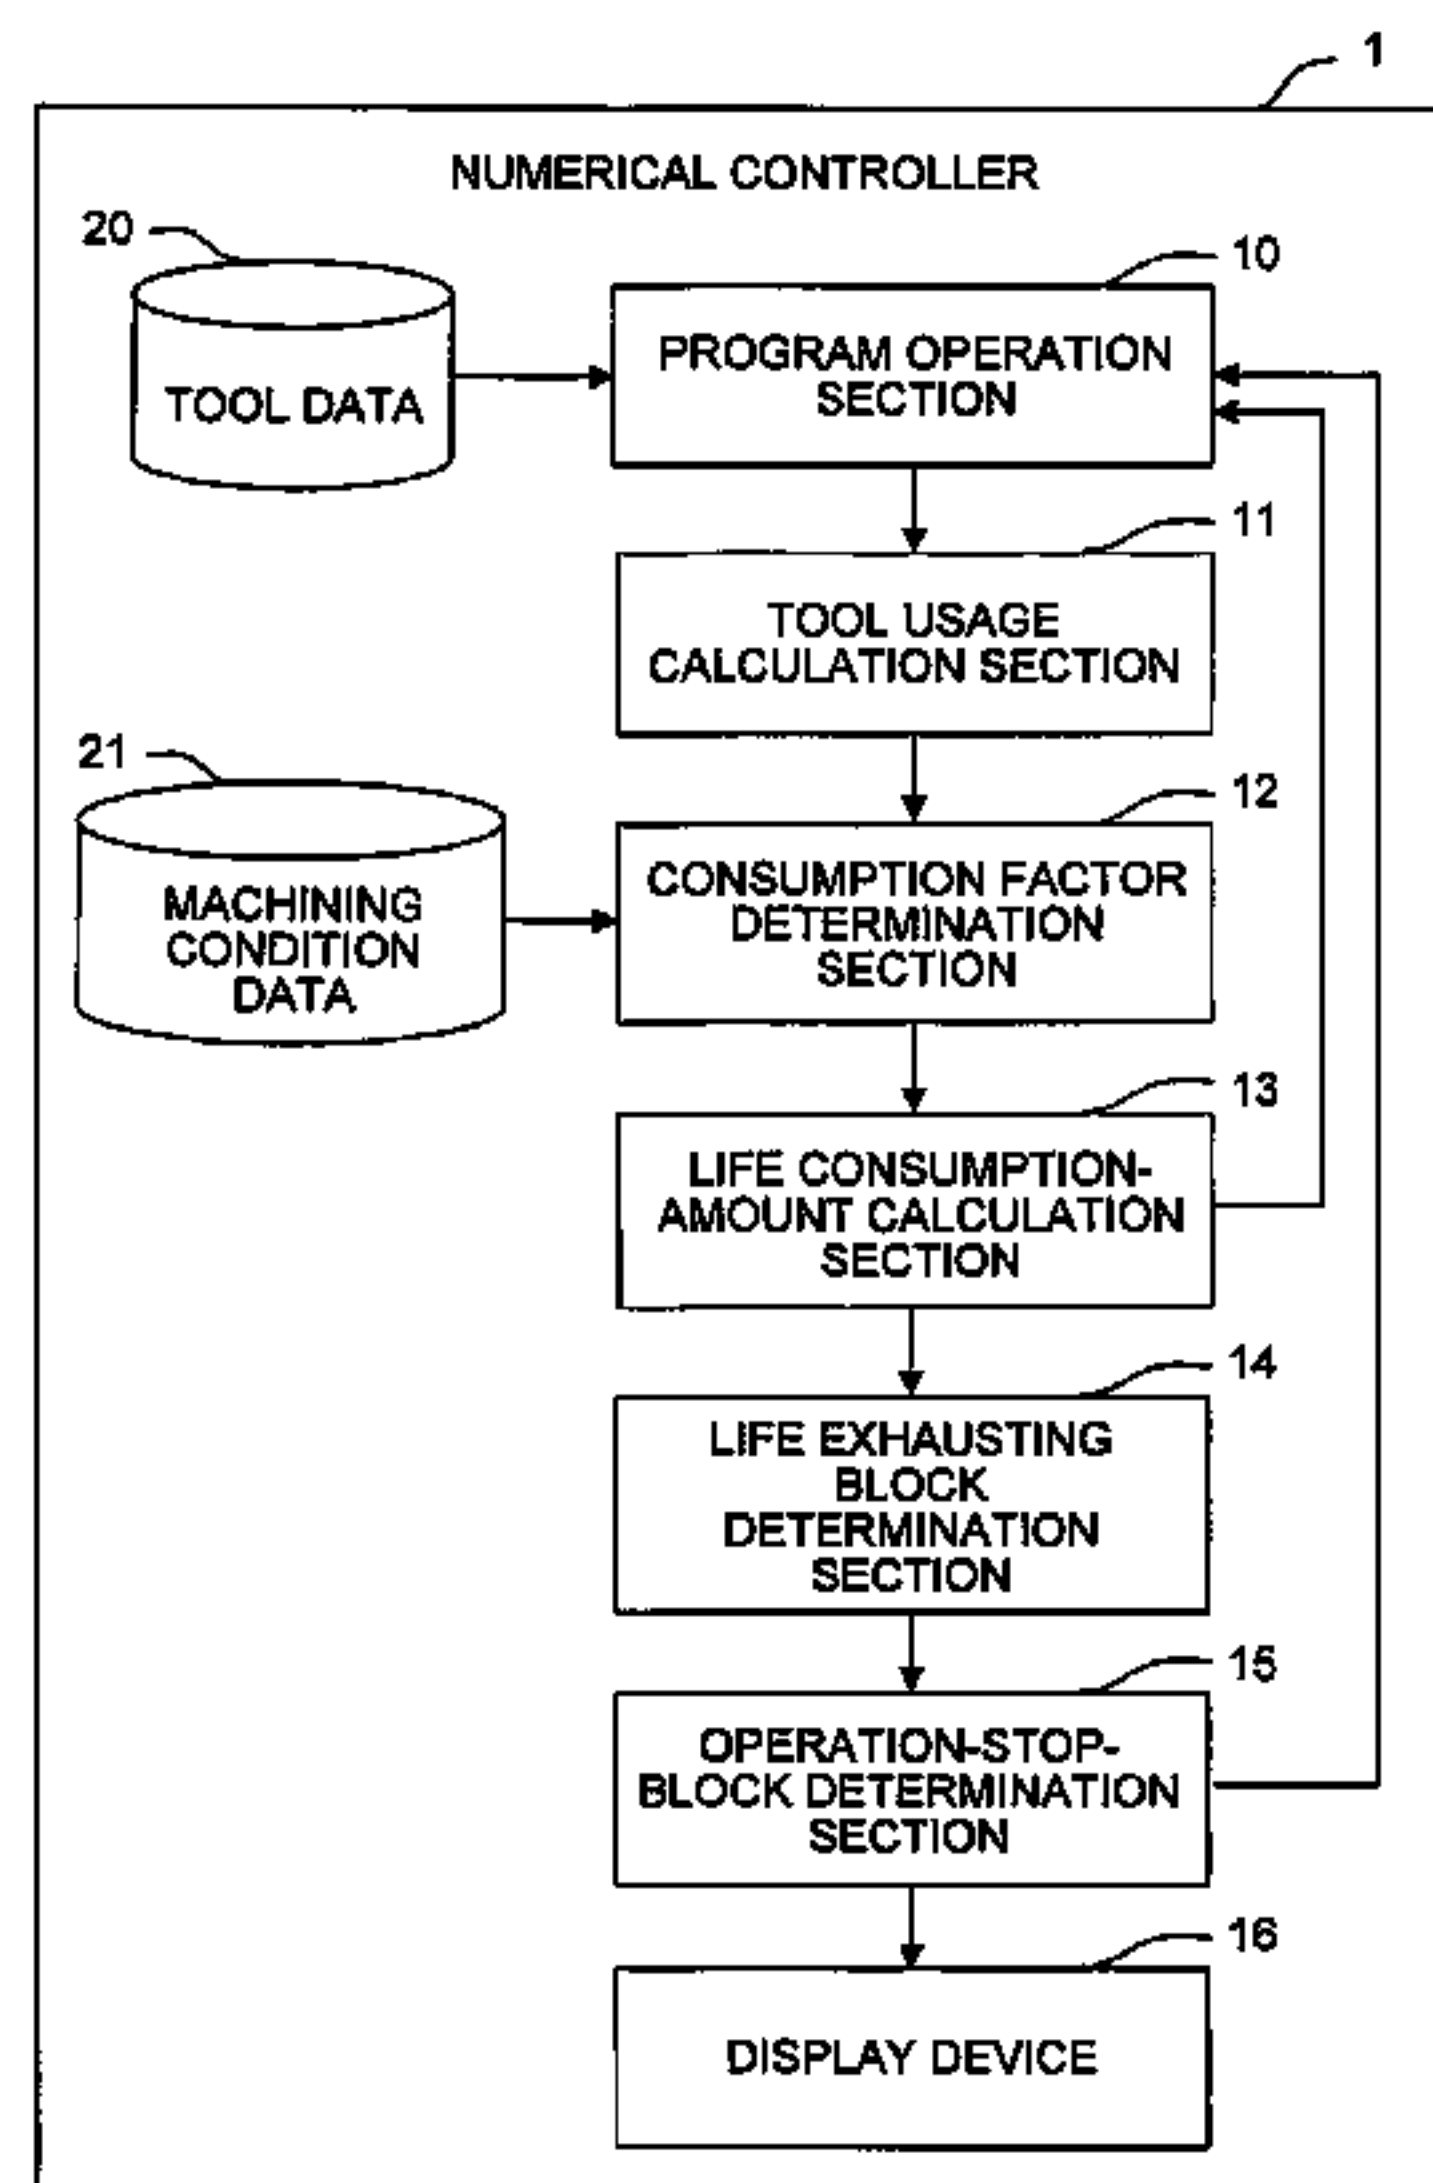 1
NUMERICAL CONTROLLER
20
TOOL DATA
10
PROGRAM OPERATION
SECTION
11
TOOL USAGE
CALCULATION SECTION
21
MACHINING
CONDITION
DATA
12
CONSUMPTION FACTOR
DETERMINATION
SECTION
13
LIFE CONSUMPTION-
AMOUNT CALCULATION
SECTION
14
LIFE EXHAUSTING
BLOCK
DETERMINATION
SECTION
15
OPERATION-STOP-
BLOCK DETERMINATION
SECTION
16
DISPLAY DEVICE